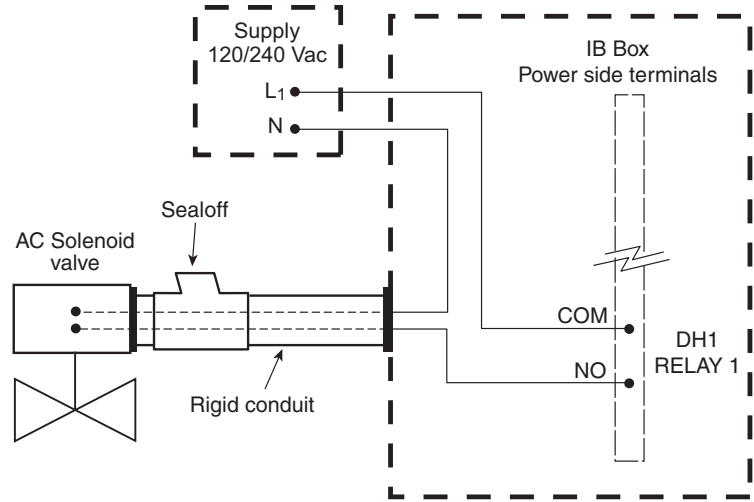 Supply
120/240 Vac
L1
N
IB Box
Power side terminals
Sealoff
AC Solenoid
valve
COM
NO
DH1
RELAY 1
Rigid conduit